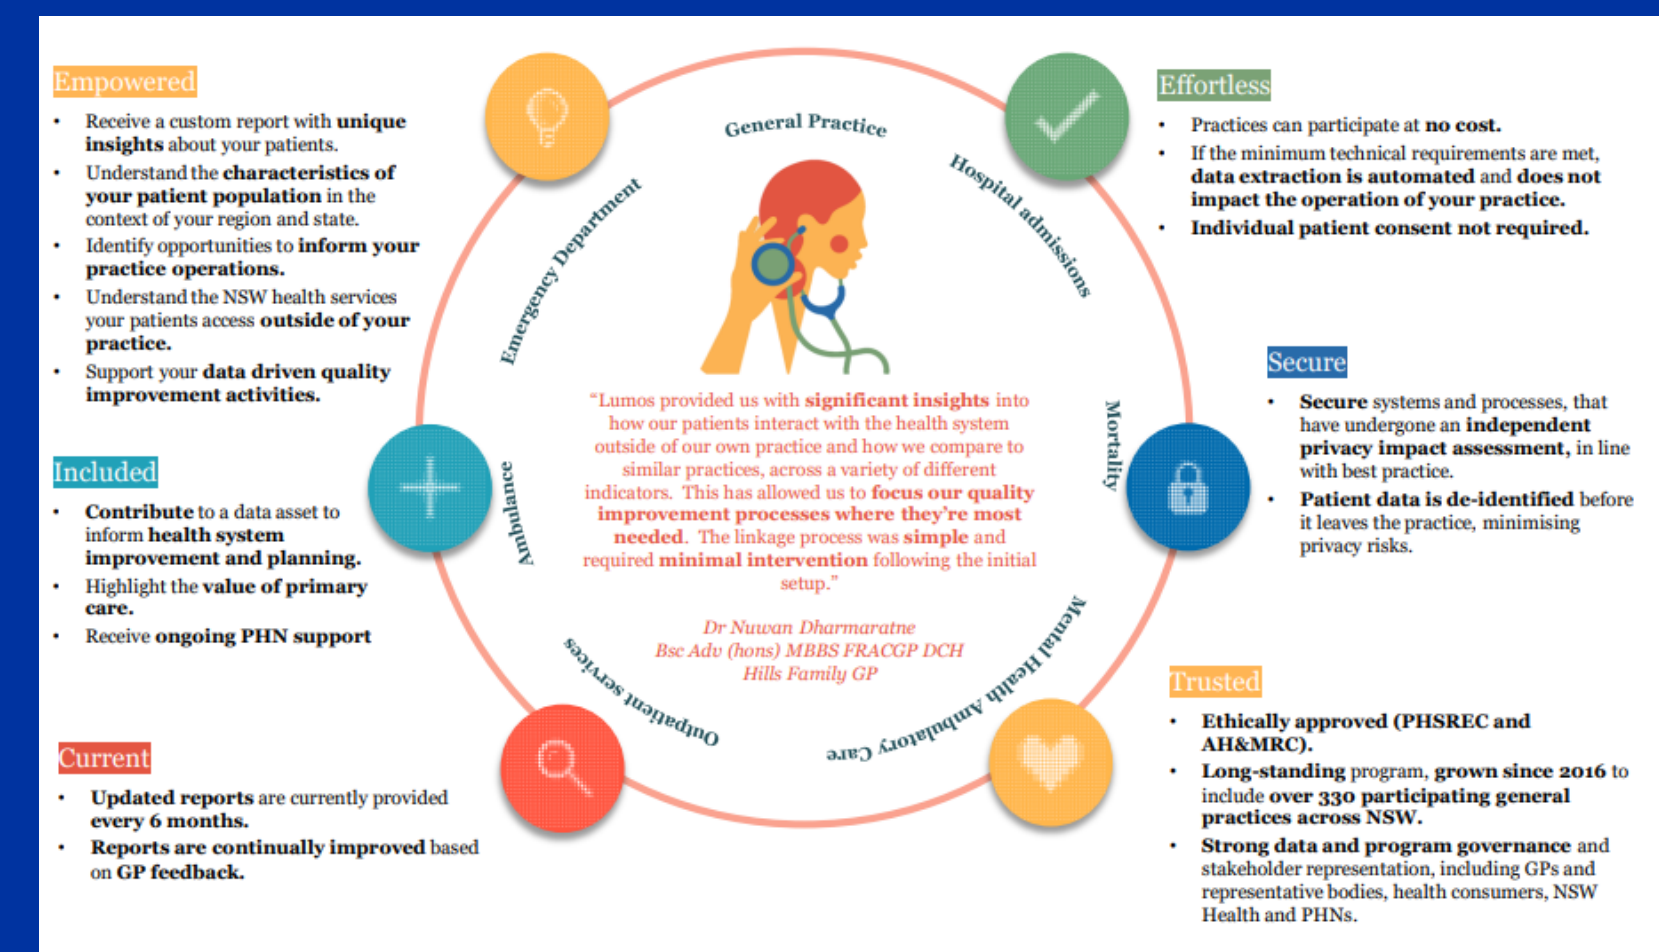 Empowered
• Receive a custom report with unique
insights about your patients.
• Understand the characteristics of
your patient population in the
context of your region and state.
• Identify opportunities to inform your
practice operations.
• Understand the NSW health services
your patients access outside of your
practice.
• Support your data driven quality
improvement activities.
Included
• Contribute to a data asset to
inform health system
improvement and planning.
• Highlight the value of primary
care.
• Receive ongoing PHN support
Current
• Updated reports are currently provided
every 6 months.
• Reports are continually improved based
on GP feedback.
General Practice
Hospital admissions
Mortality
Mental Health Ambulatory Care
Outpatient services
Ambulance
Emergency Department
“Lumos provided us with significant insights into
how our patients interact with the health system
outside of our own practice and how we compare to
similar practices, across a variety of different
indicators. This has allowed us to focus our quality
improvement processes where they’re most
needed. The linkage process was simple and
required minimal intervention following the initial
setup.”
Dr Nuwan Dharmaratne
Bsc Adv (hons) MBBS FRACGP DCH
Hills Family GP
Effortless
• Practices can participate at no cost.
• If the minimum technical requirements are met,
data extraction is automated and does not
impact the operation of your practice.
• Individual patient consent not required.
Secure
• Secure systems and processes, that
have undergone an independent
privacy impact assessment, in line
with best practice.
• Patient data is de-identified before
it leaves the practice, minimising
privacy risks.
Trusted
• Ethically approved (PHSREC and
AH&MRC).
• Long-standing program, grown since 2016 to
include over 330 participating general
practices across NSW.
• Strong data and program governance and
stakeholder representation, including GPs and
representative bodies, health consumers, NSW
Health and PHNs.